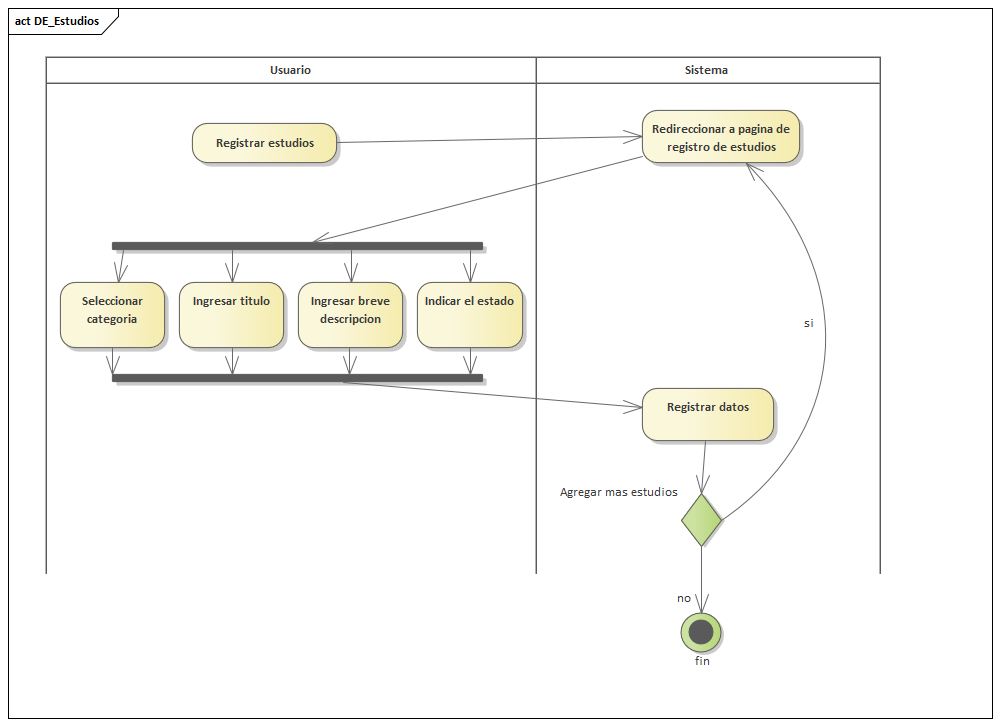 act DE_Estudios
Usuario
Sistema
Registrar estudios
Redireccionar a pagina de
registro de estudios
Seleccionar
categoria
Ingresar titulo
Ingresar breve
descripcion
Indicar el estado
si
Registrar datos
Agregar mas estudios
no
fin